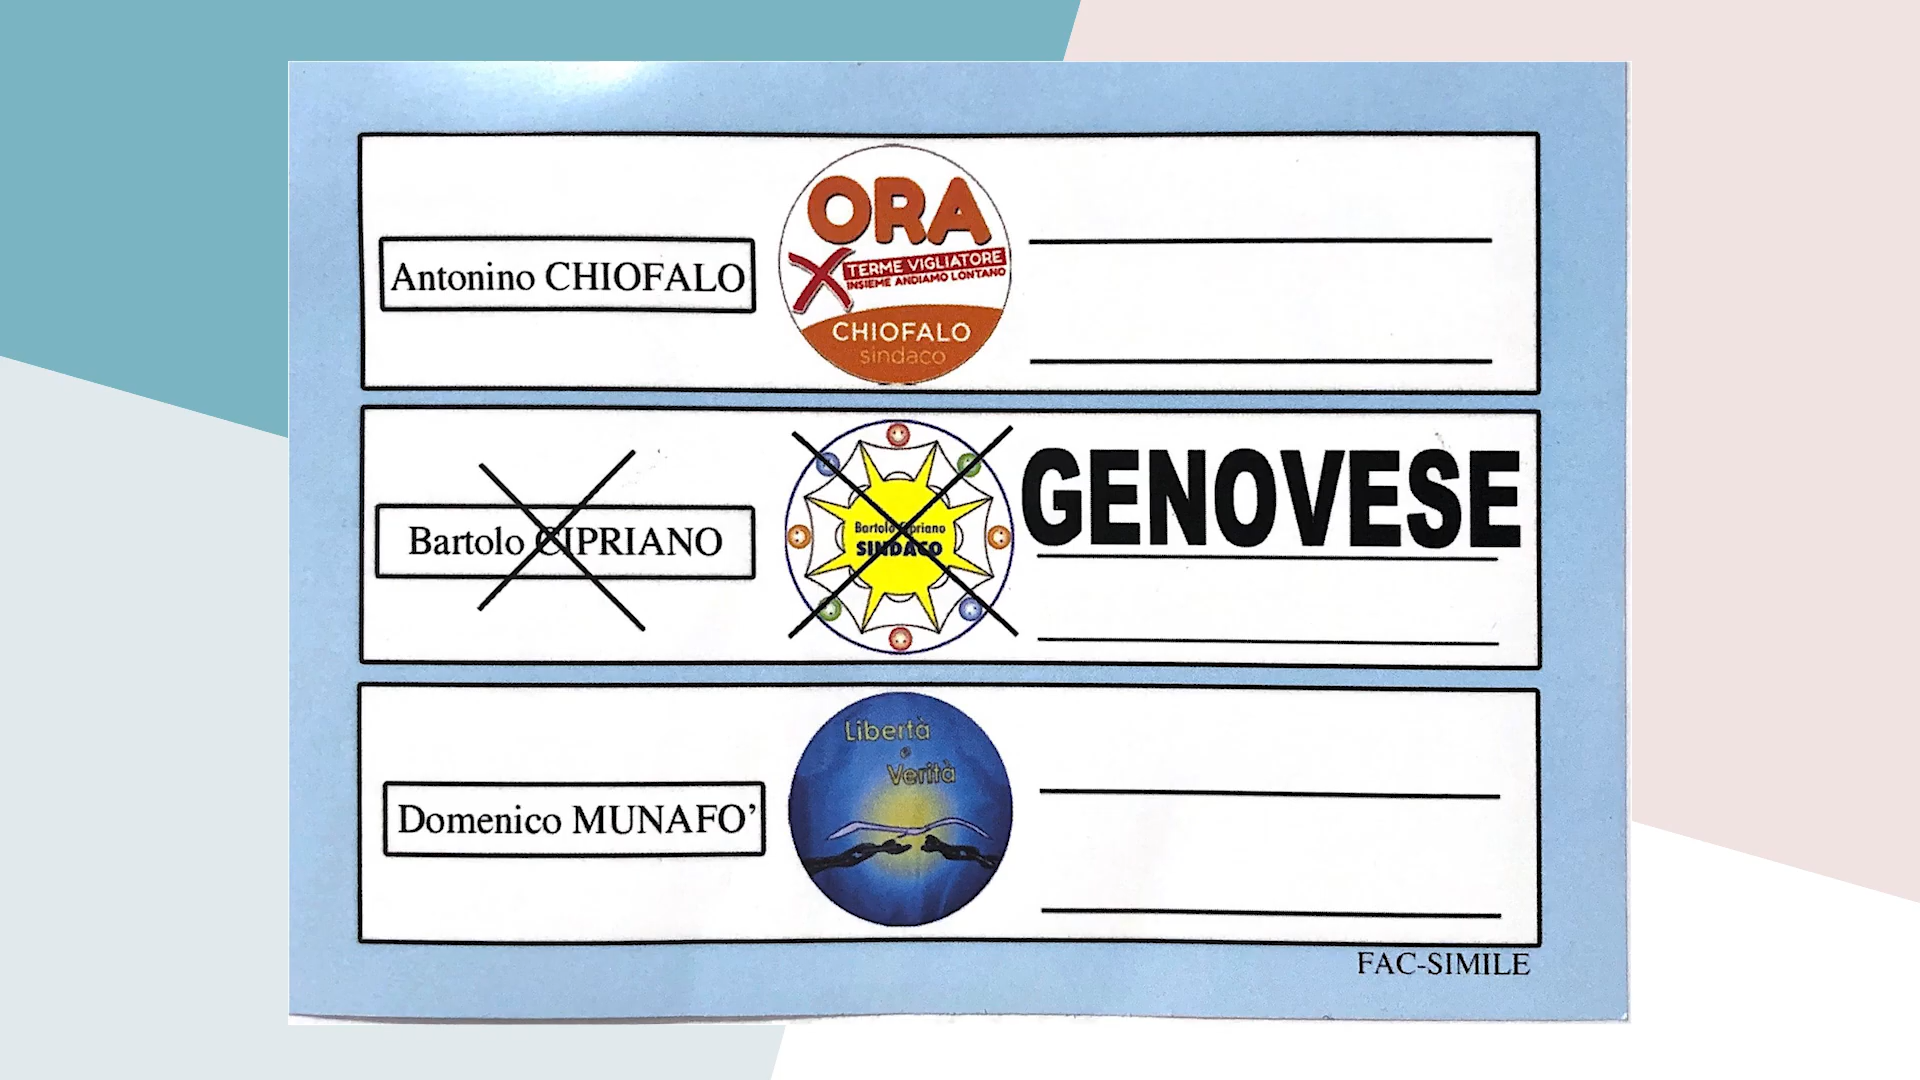 Antonino CHIOFALO
ORA
X TERME VIGLIATORE
INSIEME ANDIAMO LONTANO
CHIOFALO
sindaco
Bartolo CIPRIANO
Bartolo Cipriano
SINDACO
GENOVESE
Domenico MUNAFO’
Libertà
e
Verità
FAC-SIMILE